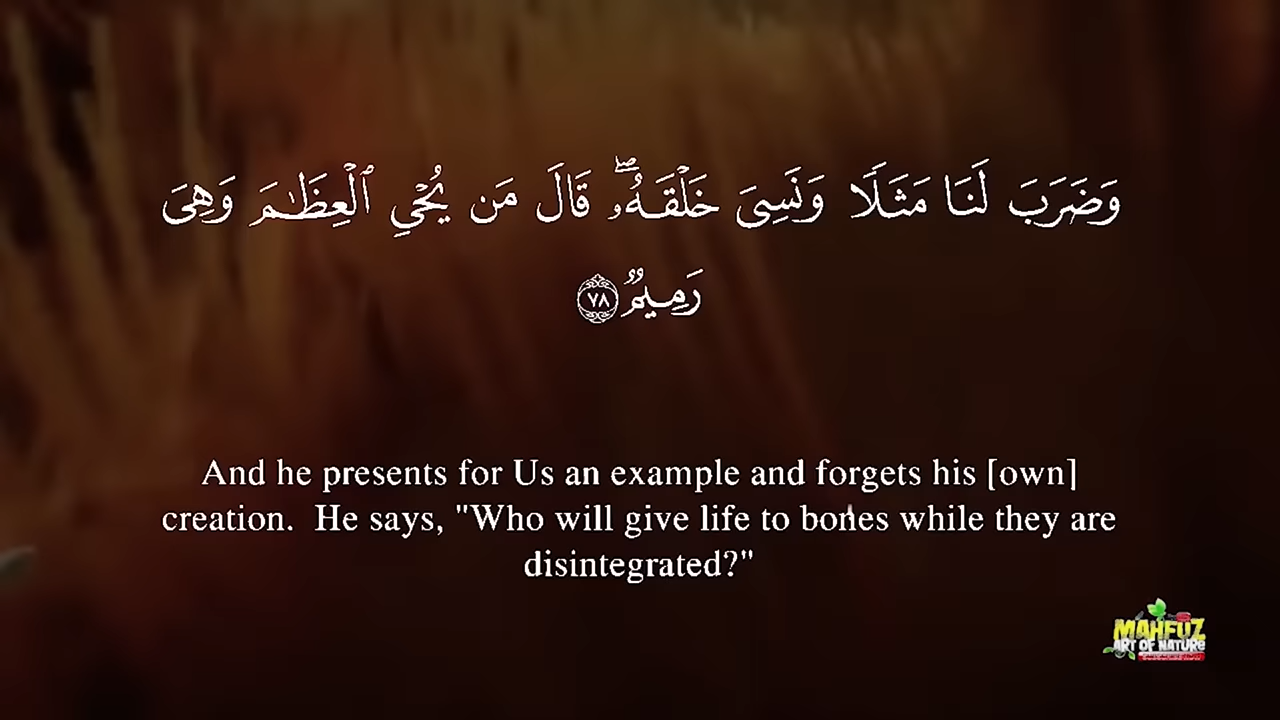 وَضَرَبَ لَنَا مَثَلًا وَنَسِىَ خَلْقَهُۥ ۖ قَالَ مَن يُحْىِ ٱلْعِظَٰمَ وَهِىَ
رَمِيمٌ ٧٨
And he presents for Us an example and forgets his [own]
creation.  He says, "Who will give life to bones while they are
disintegrated?"
MAHFUZ
ART OF NATURE